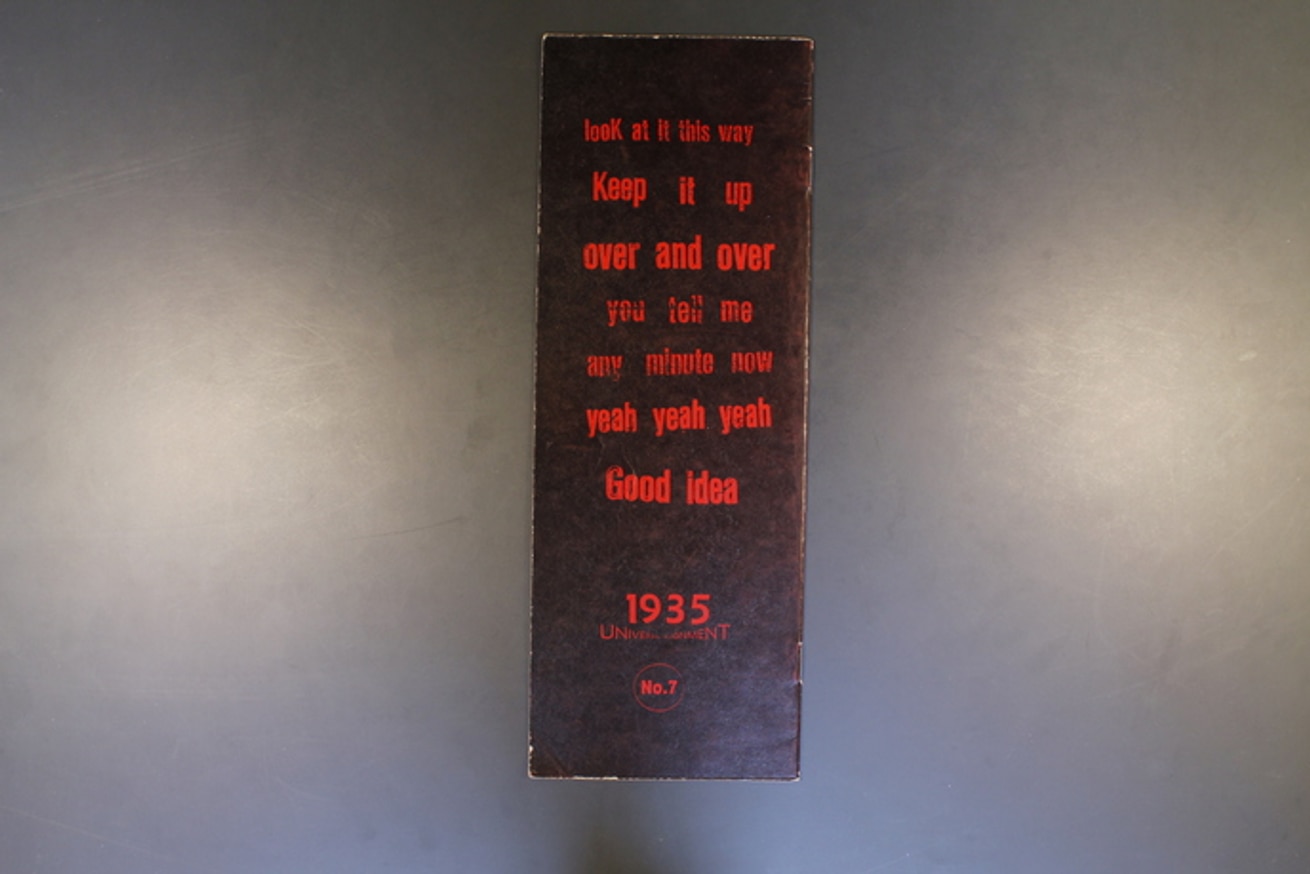 looK at it this way
Keep it up
over and over
you tell me
any minute now
yeah yeah yeah
Good idea
1935
No.7